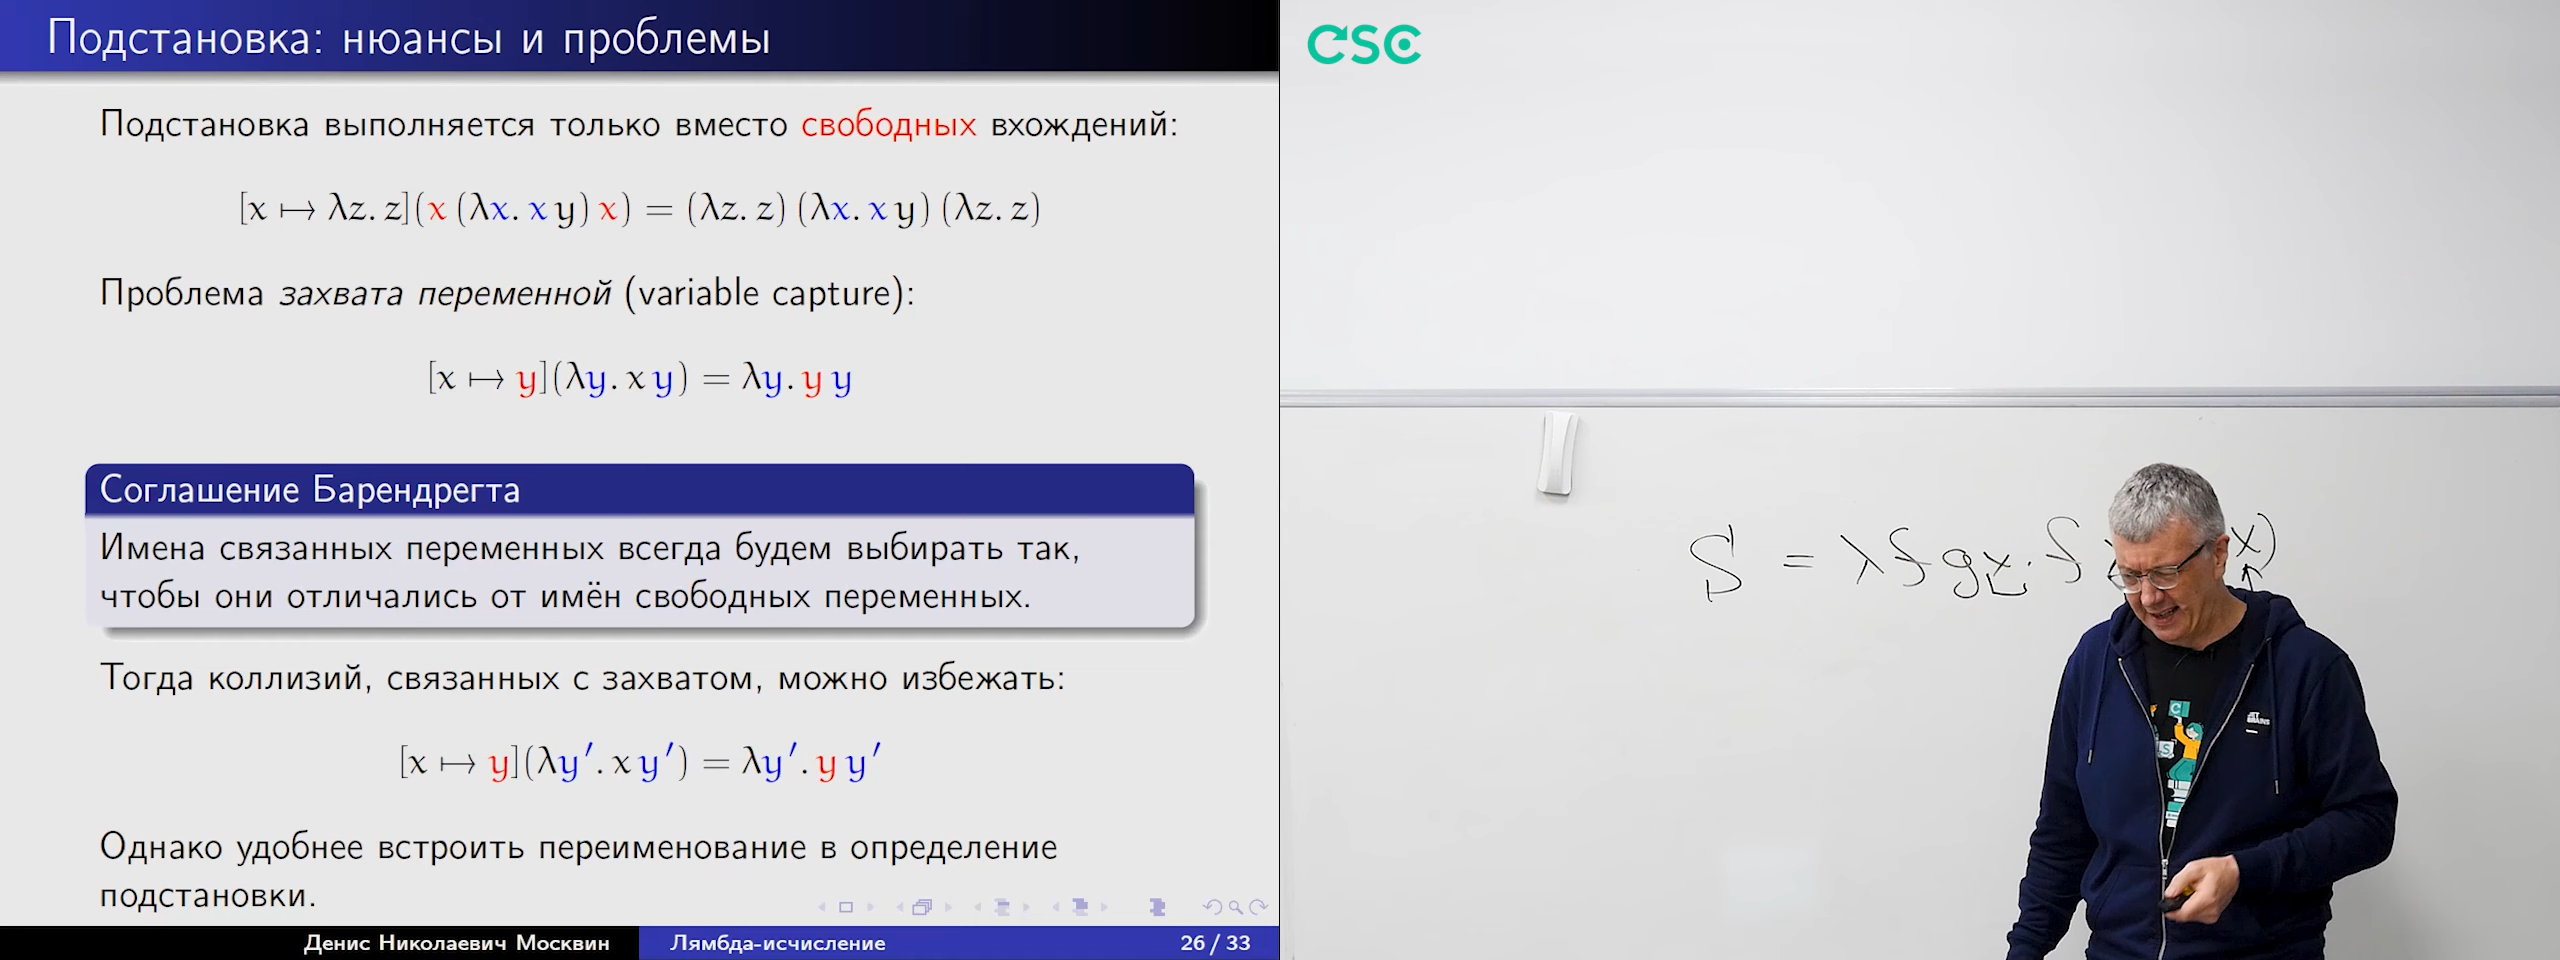 Подстановка: нюансы и проблемы
Подстановка выполняется только вместо свободных вхождений:
[x ↦ λz. z](x (λx. x y) x) = (λz. z) (λx. x y) (λz. z)
Проблема захвата переменной (variable capture):
[x ↦ y](λy. x y) = λy. y y
Соглашение Барендрегта
Имена связанных переменных всегда будем выбирать так,
чтобы они отличались от имён свободных переменных.
Тогда коллизий, связанных с захватом, можно избежать:
[x ↦ y](λy′. x y′) = λy′. y y′
Однако удобнее встроить переименование в определение
подстановки.
Денис Николаевич Москвин
Лямбда-исчисление
26 / 33
CSC
S = λ f g x . f x)
JET
BRAINS